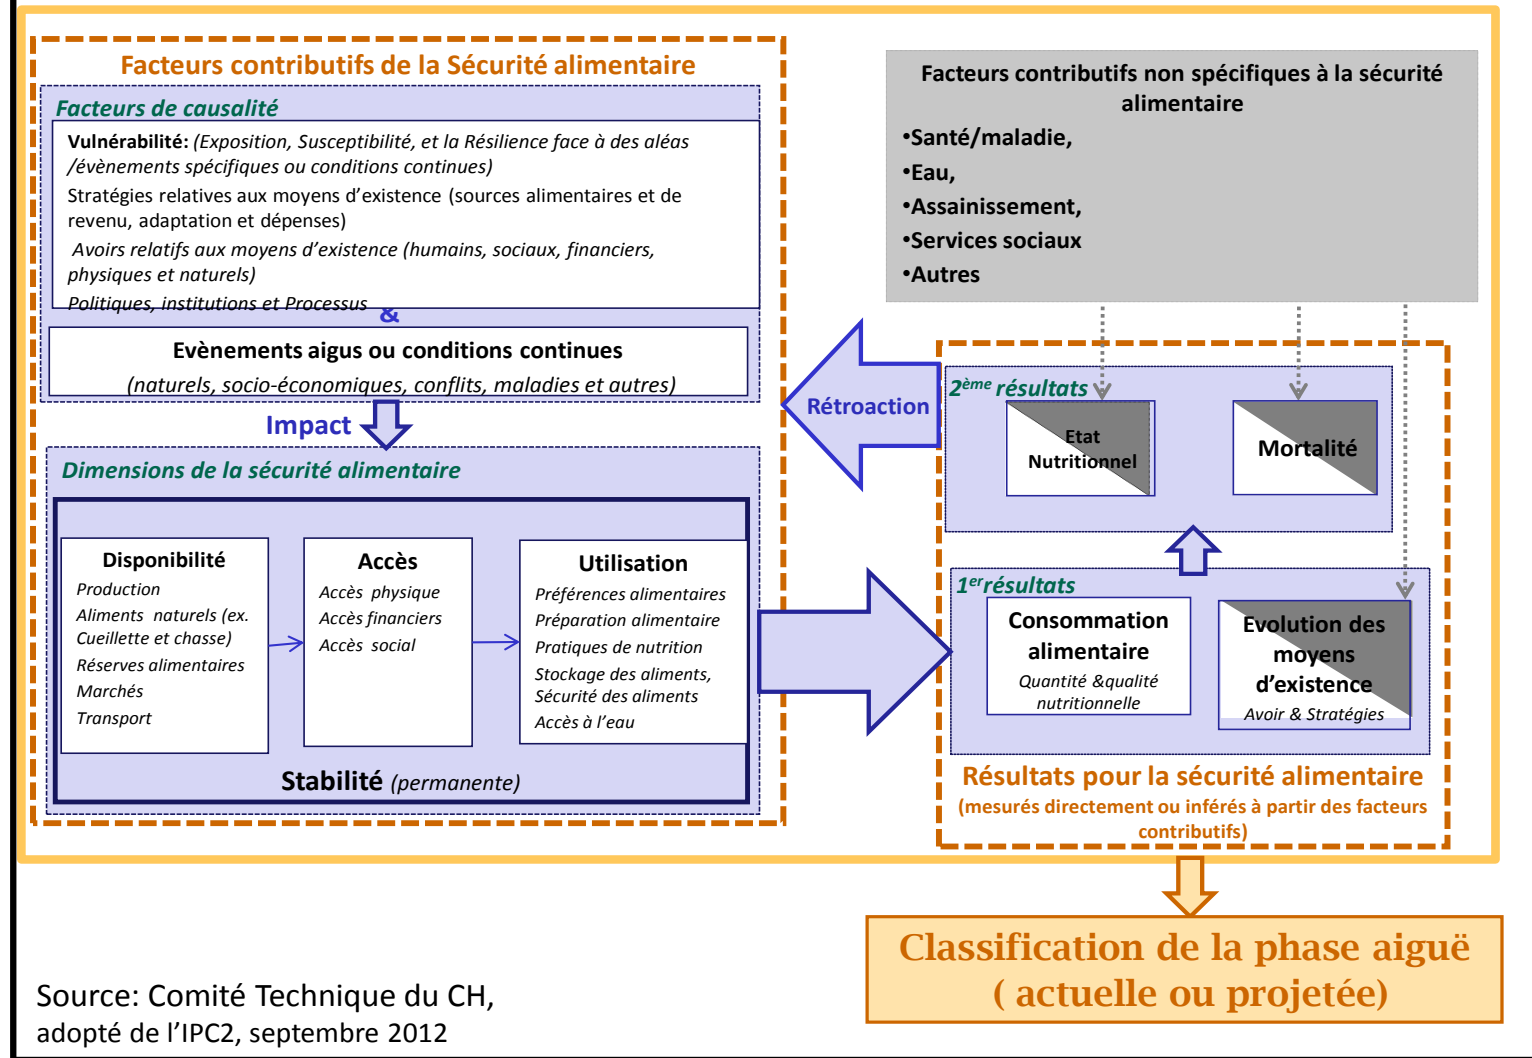 Facteurs contributifs de la Sécurité alimentaire
Facteurs de causalité
Vulnérabilité: (Exposition, Susceptibilité, et la Résilience face à des aléas
/évènements spécifiques ou conditions continues)
Stratégies relatives aux moyens d’existence (sources alimentaires et de
revenu, adaptation et dépenses)
Avoirs relatifs aux moyens d’existence (humains, sociaux, financiers,
physiques et naturels)
Politiques, institutions et Processus
&
Evènements aigus ou conditions continues
(naturels, socio-économiques, conflits, maladies et autres)
Impact
Dimensions de la sécurité alimentaire
Disponibilité
Production
Aliments naturels (ex.
Cueillette et chasse)
Réserves alimentaires
Marchés
Transport
Accès
Accès physique
Accès financiers
Accès social
Utilisation
Préférences alimentaires
Préparation alimentaire
Pratiques de nutrition
Stockage des aliments,
Sécurité des aliments
Accès à l’eau
Stabilité (permanente)
Facteurs contributifs non spécifiques à la sécurité
alimentaire
•Santé/maladie,
•Eau,
•Assainissement,
•Services sociaux
•Autres
Rétroaction
2ème résultats
Etat
Nutritionnel
Mortalité
1er résultats
Consommation
alimentaire
Quantité &qualité
nutritionnelle
Evolution des
moyens
d’existence
Avoir & Stratégies
Résultats pour la sécurité alimentaire
(mesurés directement ou inférés à partir des facteurs
contributifs)
Classification de la phase aiguë
( actuelle ou projetée)
Source: Comité Technique du CH,
adopté de l’IPC2, septembre 2012